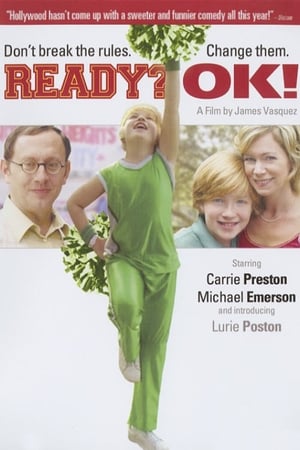 "Hollywood hasn't come up with a sweeter and funnier comedy all this year!"
Don't break the rules. Change them.
READY? OK!
A Film by James Vasquez
Starring
Carrie Preston
Michael Emerson
and introducing
Lurie Poston